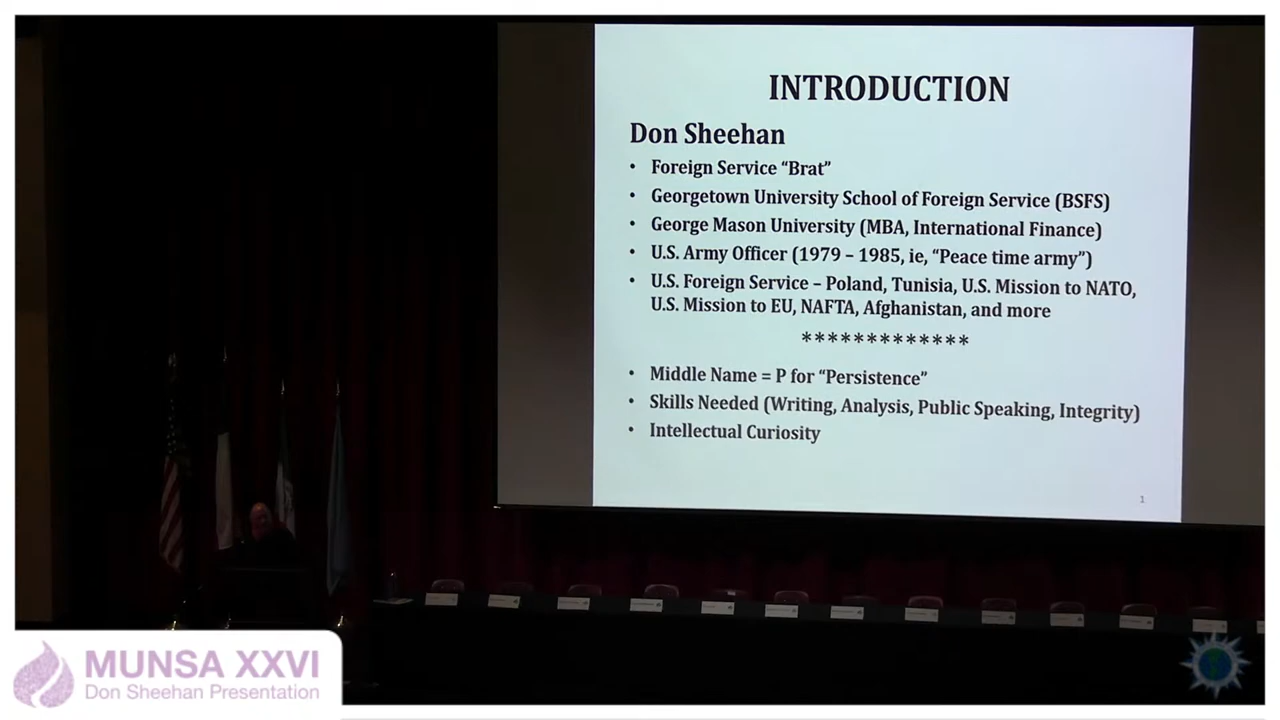 INTRODUCTION
Don Sheehan
• Foreign Service “Brat”
• Georgetown University School of Foreign Service (BSFS)
• George Mason University (MBA, International Finance)
• U.S. Army Officer (1979 – 1985, ie, “Peace time army”)
• U.S. Foreign Service – Poland, Tunisia, U.S. Mission to NATO,
U.S. Mission to EU, NAFTA, Afghanistan, and more
*************
• Middle Name = P for “Persistence”
• Skills Needed (Writing, Analysis, Public Speaking, Integrity)
• Intellectual Curiosity
1
MUNSA XXVI
Don Sheehan Presentation